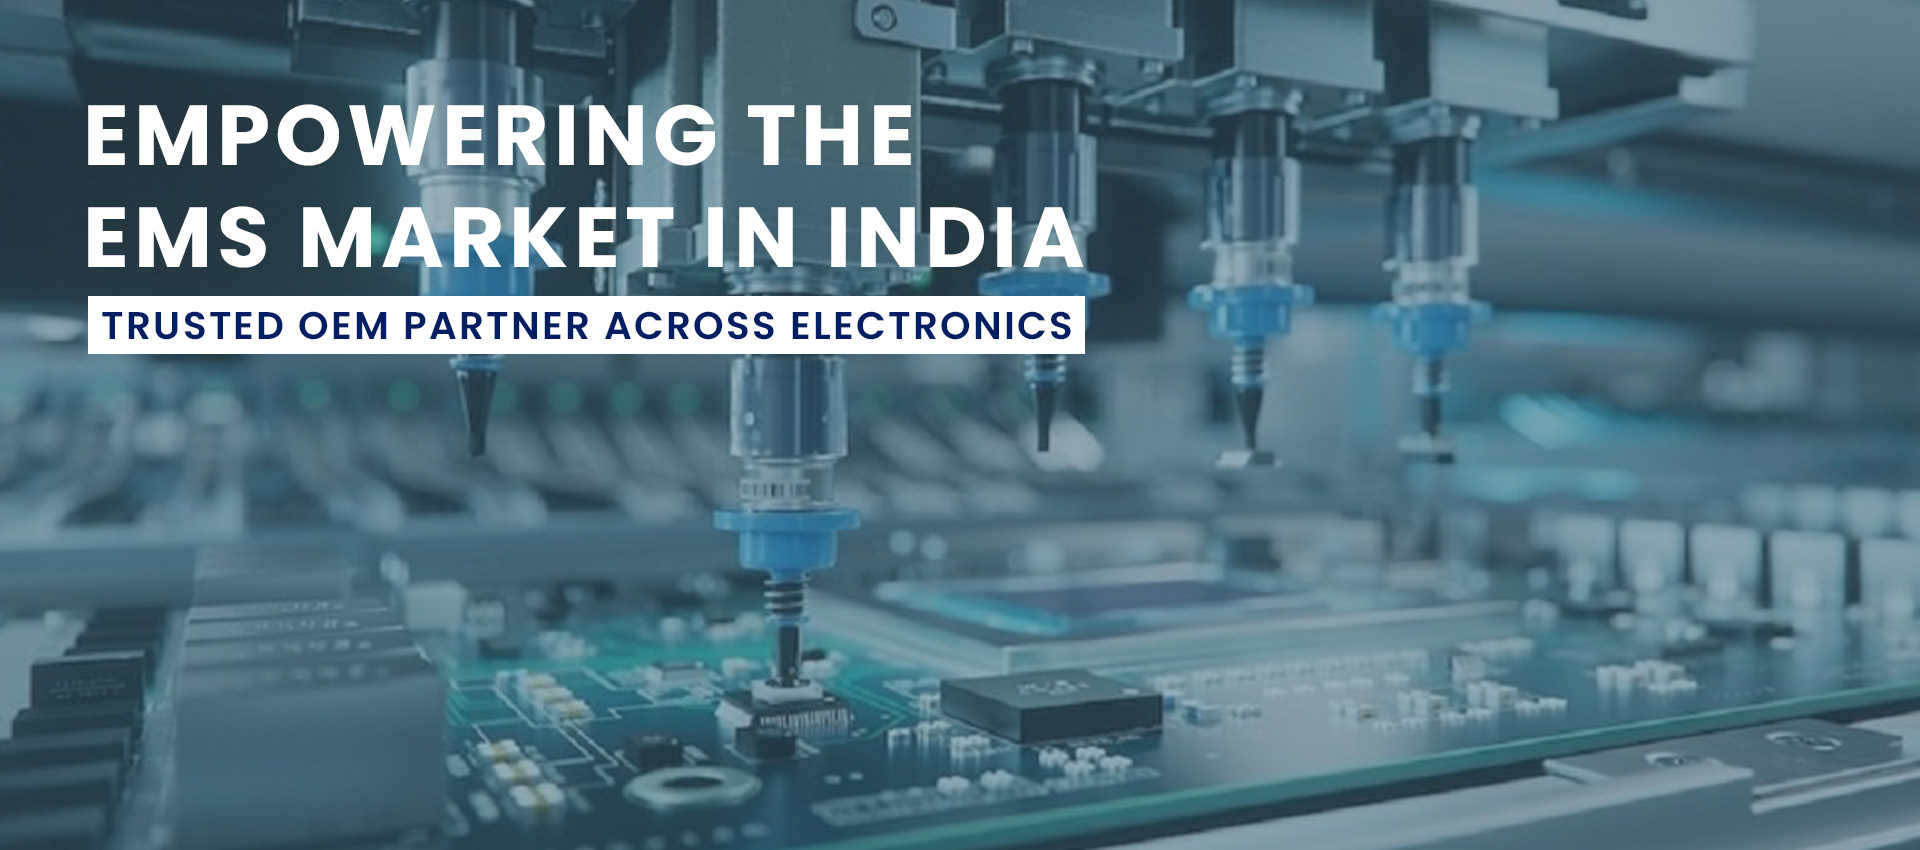 EMPOWERING THE
EMS MARKET IN INDIA
TRUSTED OEM PARTNER ACROSS ELECTRONICS